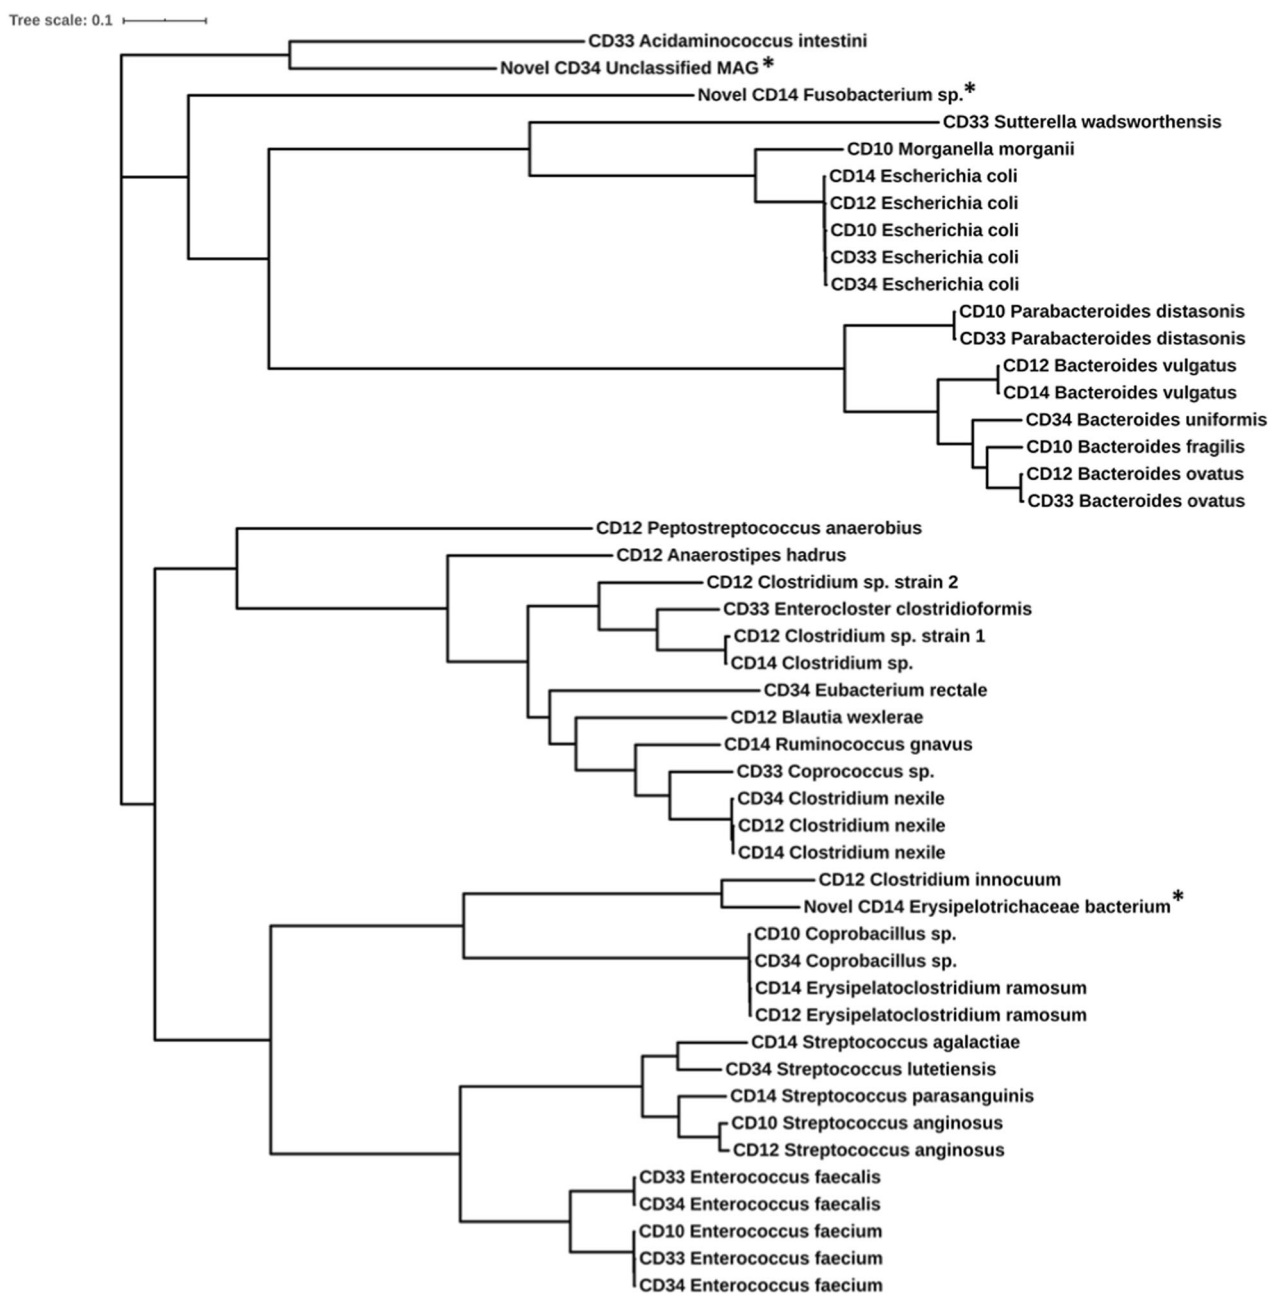 Tree scale: 0.1
CD33 Acidaminococcus intestini
Novel CD34 Unclassified MAG*
Novel CD14 Fusobacterium sp.*
CD33 Sutterella wadsworthensis
CD10 Morganella morganii
CD14 Escherichia coli
CD12 Escherichia coli
CD10 Escherichia coli
CD33 Escherichia coli
CD34 Escherichia coli
CD10 Parabacteroides distasonis
CD33 Parabacteroides distasonis
CD12 Bacteroides vulgatus
CD14 Bacteroides vulgatus
CD34 Bacteroides uniformis
CD10 Bacteroides fragilis
CD12 Bacteroides ovatus
CD33 Bacteroides ovatus
CD12 Peptostreptococcus anaerobius
CD12 Anaerostipes hadrus
CD12 Clostridium sp. strain 2
CD33 Enterocloster clostridioformis
CD12 Clostridium sp. strain 1
CD14 Clostridium sp.
CD34 Eubacterium rectale
CD12 Blautia wexlerae
CD14 Ruminococcus gnavus
CD33 Coprococcus sp.
CD34 Clostridium nexile
CD12 Clostridium nexile
CD14 Clostridium nexile
CD12 Clostridium innocuum
Novel CD14 Erysipelotrichaceae bacterium*
CD10 Coprobacillus sp.
CD34 Coprobacillus sp.
CD14 Erysipelatoclostridium ramosum
CD12 Erysipelatoclostridium ramosum
CD14 Streptococcus agalactiae
CD34 Streptococcus lutetiensis
CD14 Streptococcus parasanguinis
CD10 Streptococcus anginosus
CD12 Streptococcus anginosus
CD33 Enterococcus faecalis
CD34 Enterococcus faecalis
CD10 Enterococcus faecium
CD33 Enterococcus faecium
CD34 Enterococcus faecium